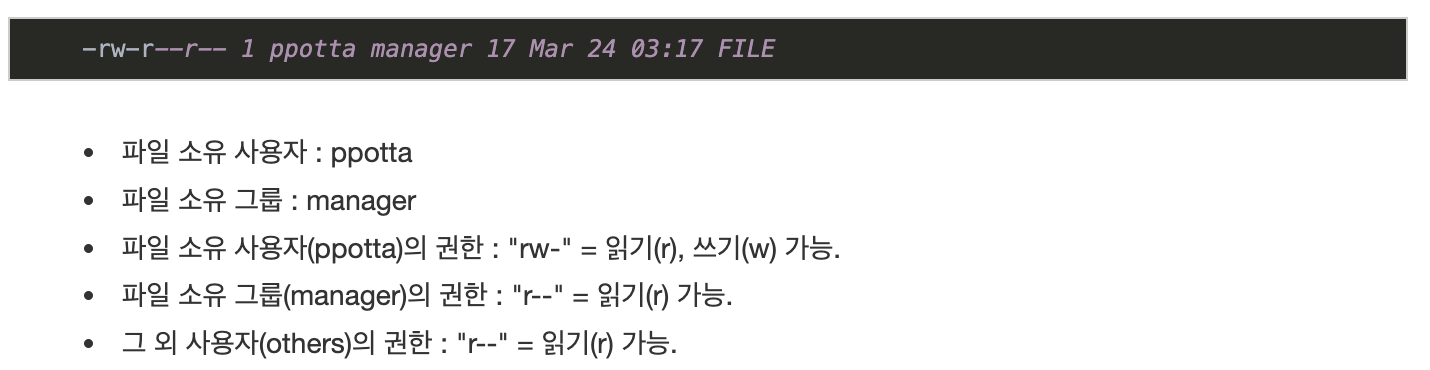 -rw-r--r-- 1 ppotta manager 17 Mar 24 03:17 FILE
• 파일 소유 사용자 : ppotta
• 파일 소유 그룹 : manager
• 파일 소유 사용자(ppotta)의 권한 : "rw-" = 읽기(r), 쓰기(w) 가능.
• 파일 소유 그룹(manager)의 권한 : "r--" = 읽기(r) 가능.
• 그 외 사용자(others)의 권한 : "r--" = 읽기(r) 가능.